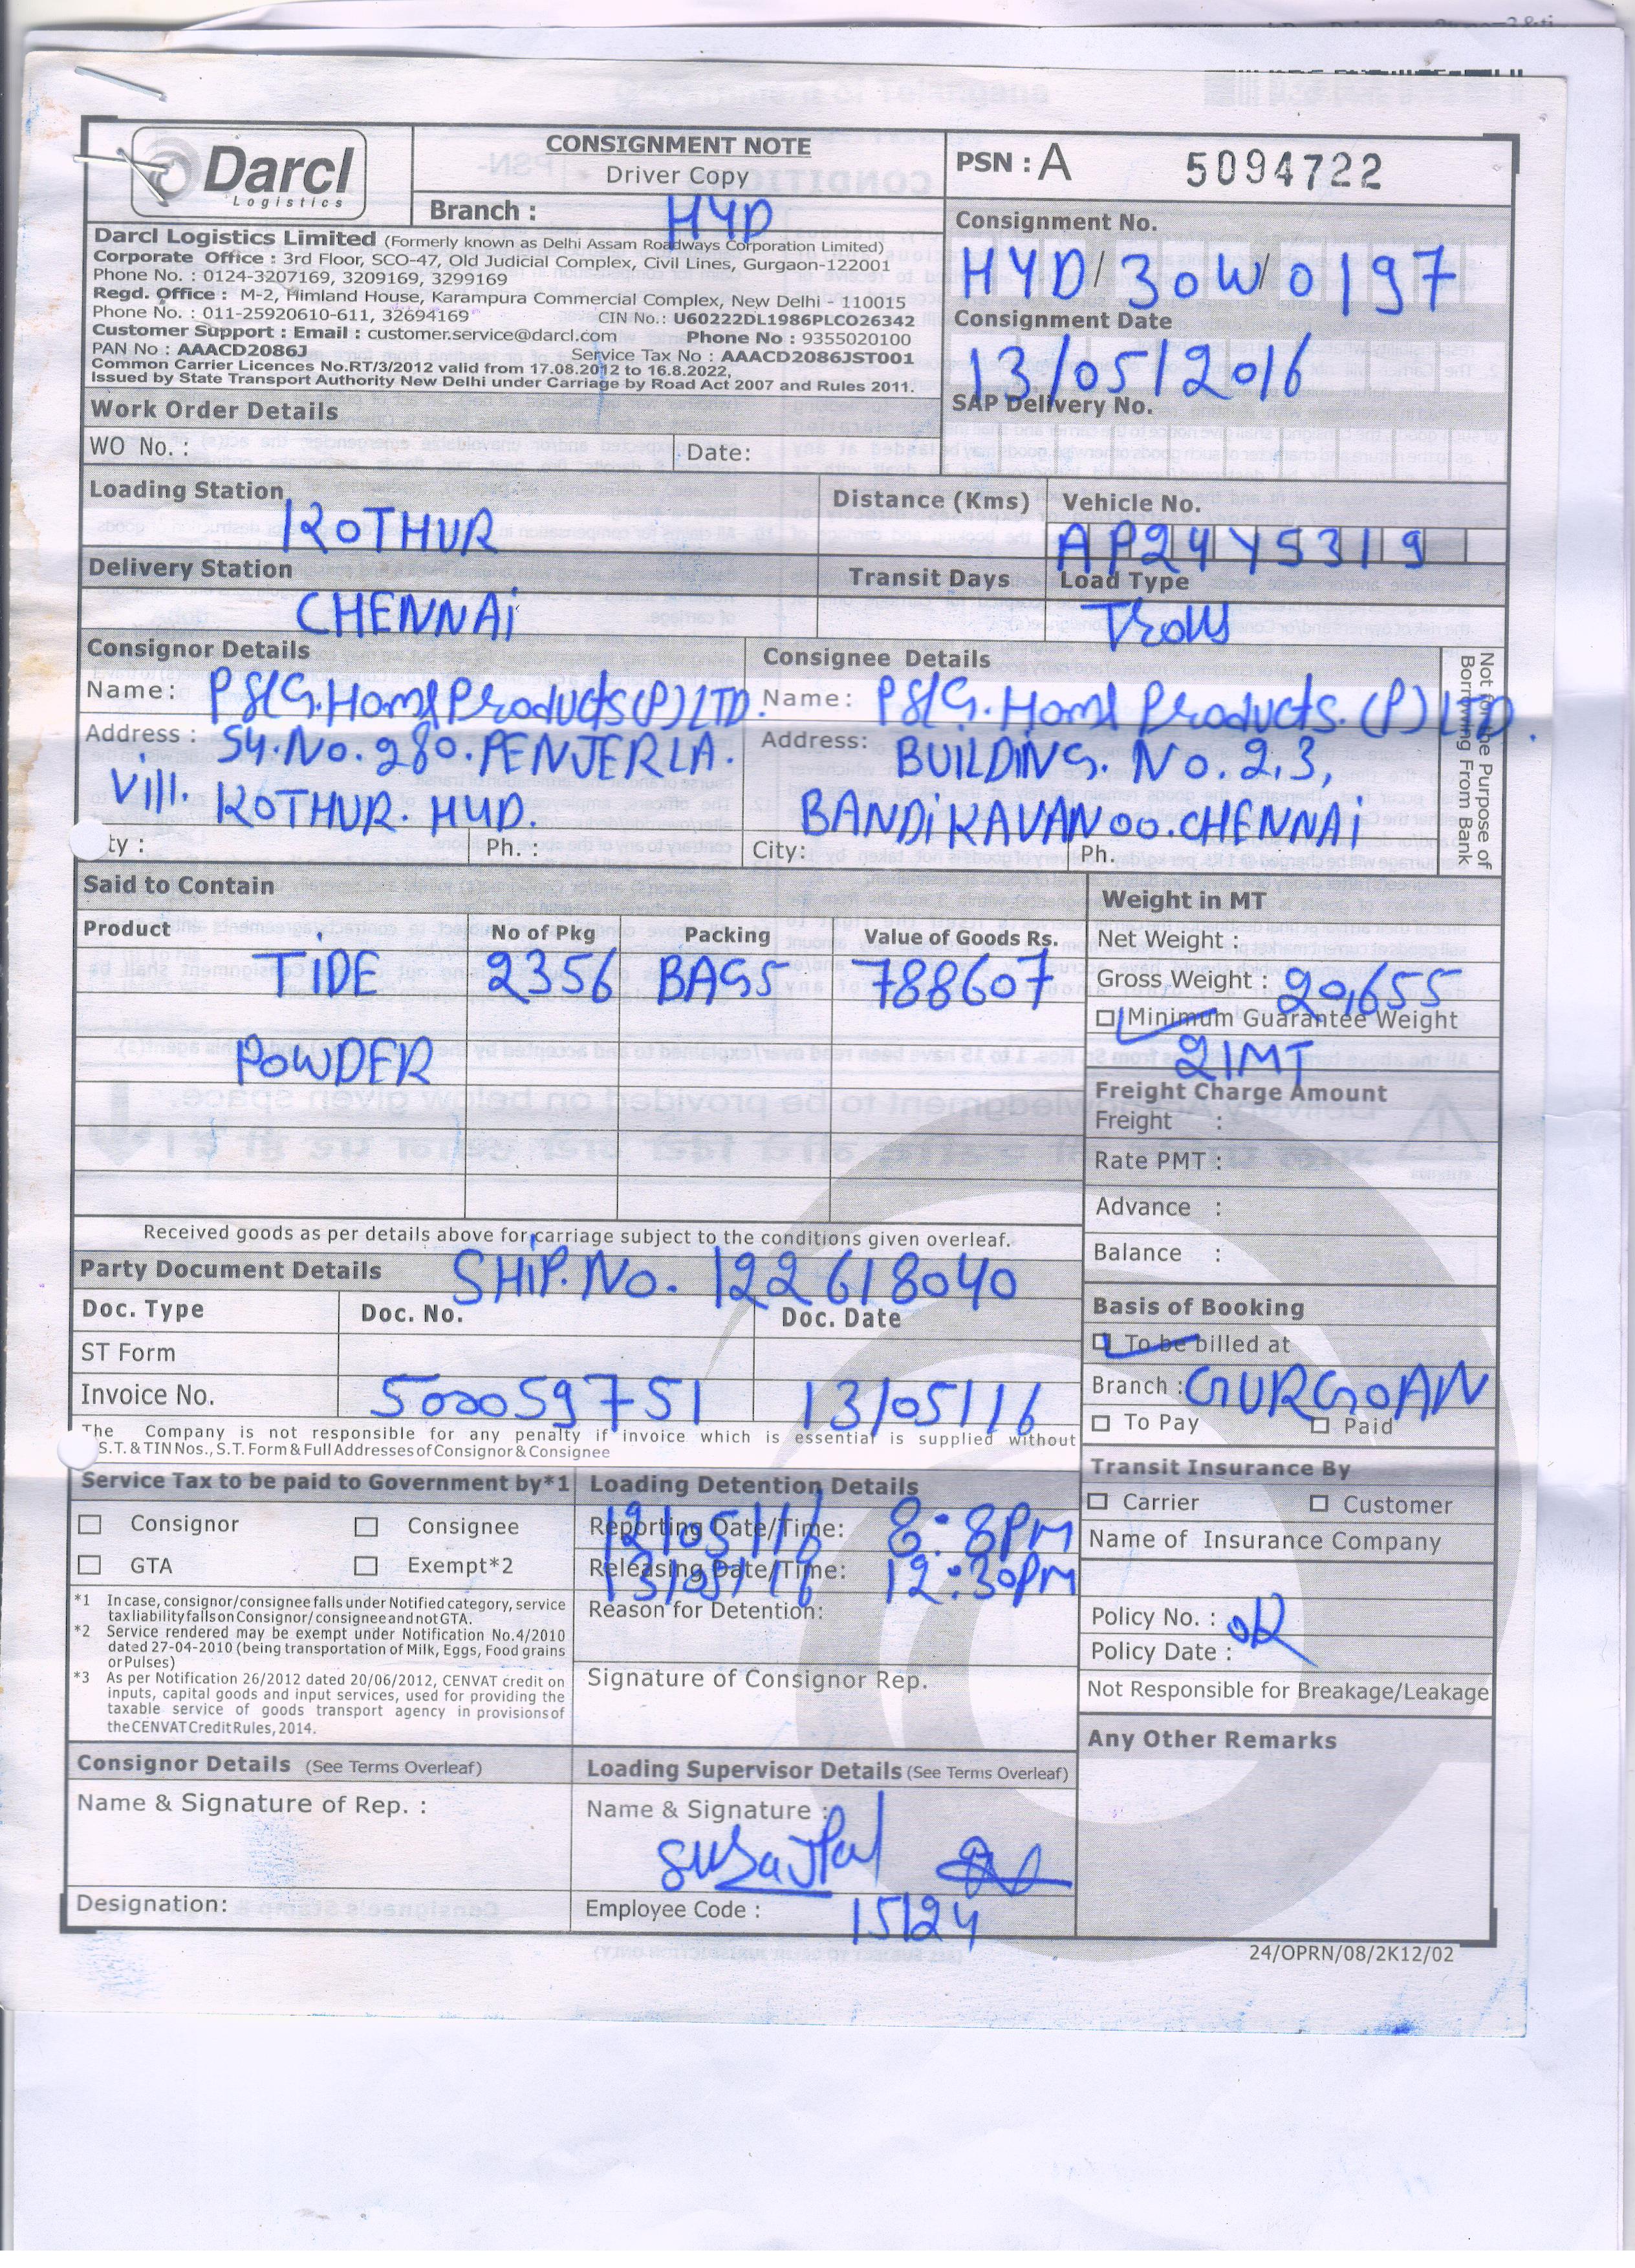 Darcl
Logistics
CONSIGNMENT NOTE
Driver Copy
Branch : HYD
PSN : A 5094722
Darcl Logistics Limited (Formerly known as Delhi Assam Roadways Corporation Limited)
Corporate Office : 3rd Floor, SCO-47, Old Judicial Complex, Civil Lines, Gurgaon-122001
Phone No. : 0124-3207169, 3209169, 3299169
Regd. Office : M-2, Himland House, Karampura Commercial Complex, New Delhi - 110015
Phone No. : 011-25920610-611, 32694169 CIN No.: U60222DL1986PLCO26342
Customer Support : Email : customer.service@darcl.com Phone No : 9355020100
PAN No : AAACD2086J Service Tax No : AAACD2086JST001
Common Carrier Licences No.RT/3/2012 valid from 17.08.2012 to 16.8.2022,
Issued by State Transport Authority New Delhi under Carriage by Road Act 2007 and Rules 2011.
Consignment No.
HYD/30W/0197
Consignment Date
13/05/2016
SAP Delivery No.
Work Order Details
WO No. : Date:
Loading Station Distance (Kms) Vehicle No.
KOTHUR AP24Y5319
Delivery Station Transit Days Load Type
CHENNAi
Consignor Details
Name: P&G.Home Products(P)LTD.
Address : SY.No.280.PENJERLA.
Vill. KOTHUR. HYD.
ty : Ph. :
Consignee Details
Name: P&G.Home Products.(P)LTD.
Address: BUILDiNG. No.2,3,
BANDiKAVANOO.CHENNAi
City: Ph.
Not for the Purpose of
Borrowing From Bank
Said to Contain
Product No of Pkg Packing Value of Goods Rs.
TiDE 2356 BAGS 788607
POWDER
Weight in MT
Net Weight :
Gross Weight : 20,655
Minimum Guarantee Weight
21MT
Freight Charge Amount
Freight :
Rate PMT :
Advance :
Balance :
Received goods as per details above for carriage subject to the conditions given overleaf.
Party Document Details SHiP.No. 122618040
Doc. Type Doc. No. Doc. Date
ST Form
Invoice No. 500059751 13/05/16
The Company is not responsible for any penalty if invoice which is essential is supplied without
S.T. & TIN Nos., S.T. Form & Full Addresses of Consignor & Consignee
Basis of Booking
To be billed at
Branch : GURGOAN
To Pay Paid
Transit Insurance By
Carrier Customer
Name of Insurance Company
Policy No. : OR
Policy Date :
Not Responsible for Breakage/Leakage
Any Other Remarks
Service Tax to be paid to Government by*1
Consignor Consignee
GTA Exempt*2
*1 In case, consignor/consignee falls under Notified category, service
tax liability falls on Consignor/consignee and not GTA.
*2 Service rendered may be exempt under Notification No.4/2010
dated 27-04-2010 (being transportation of Milk, Eggs, Food grains
or Pulses)
*3 As per Notification 26/2012 dated 20/06/2012, CENVAT credit on
inputs, capital goods and input services, used for providing the
taxable service of goods transport agency in provisions of
the CENVAT Credit Rules, 2014.
Loading Detention Details
Reporting Date/Time: 12/05/16 8:8PM
Releasing Date/Time: 13/05/16 12:30PM
Reason for Detention:
Signature of Consignor Rep.
Consignor Details (See Terms Overleaf)
Name & Signature of Rep. :
Designation:
Loading Supervisor Details (See Terms Overleaf)
Name & Signature :
Employee Code : 15124
24/OPRN/08/2K12/02